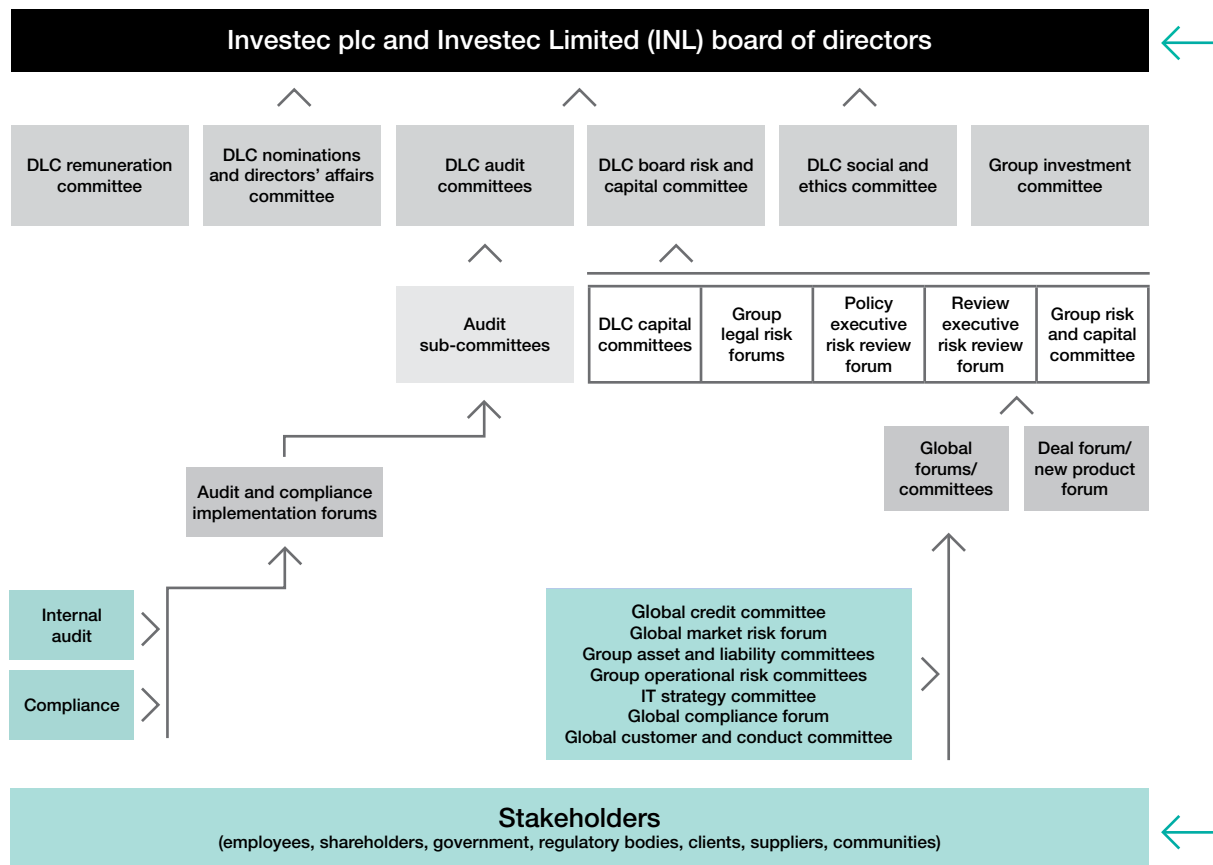 Investec plc and Investec Limited (INL) board of directors
DLC remuneration
committee
DLC nominations
and directors’ affairs
committee
DLC audit
committees
DLC board risk and
capital committee
DLC social and
ethics committee
Group investment
committee
Audit
sub-committees
DLC capital
committees
Group
legal risk
forums
Policy
executive
risk review
forum
Review
executive
risk review
forum
Group risk
and capital
committee
Global
forums/
committees
Deal forum/
new product
forum
Audit and compliance
implementation forums
Internal
audit
Compliance
Global credit committee
Global market risk forum
Group asset and liability committees
Group operational risk committees
IT strategy committee
Global compliance forum
Global customer and conduct committee
Stakeholders
(employees, shareholders, government, regulatory bodies, clients, suppliers, communities)